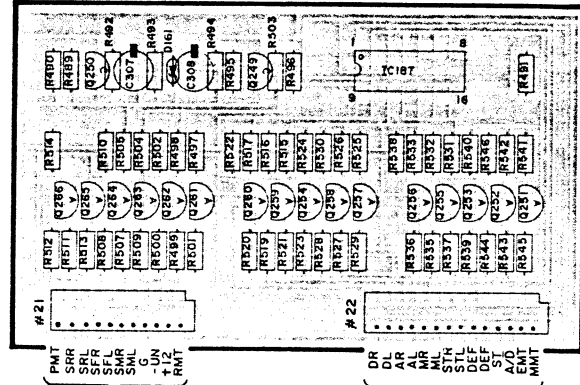 R490
R489
Q250
R492
C307
R493
D161
C308
R494
R495
Q249
R503
R496
1
8
IC187
9
16
R491
R514
R510
R505
R504
R502
R498
R497
R522
R517
R516
R515
R524
R530
R526
R525
R538
R533
R532
R531
R540
R546
R542
R541
Q266
Q265
Q264
Q263
Q262
Q261
Q260
Q259
Q254
Q258
Q257
Q256
Q255
Q253
Q252
Q251
R512
R511
R513
R508
R507
R509
R500
R499
R501
R520
R519
R521
R523
R528
R527
R529
R536
R535
R537
R539
R544
R543
R545
#21
#22
PMT
SRR
SRL
SFR
SFL
SMR
SML
G
-UN
+12
RMT
DR
DL
AR
AL
MR
ML
STR
STL
DEF
DEF
ST
A/D
EMT
MMT